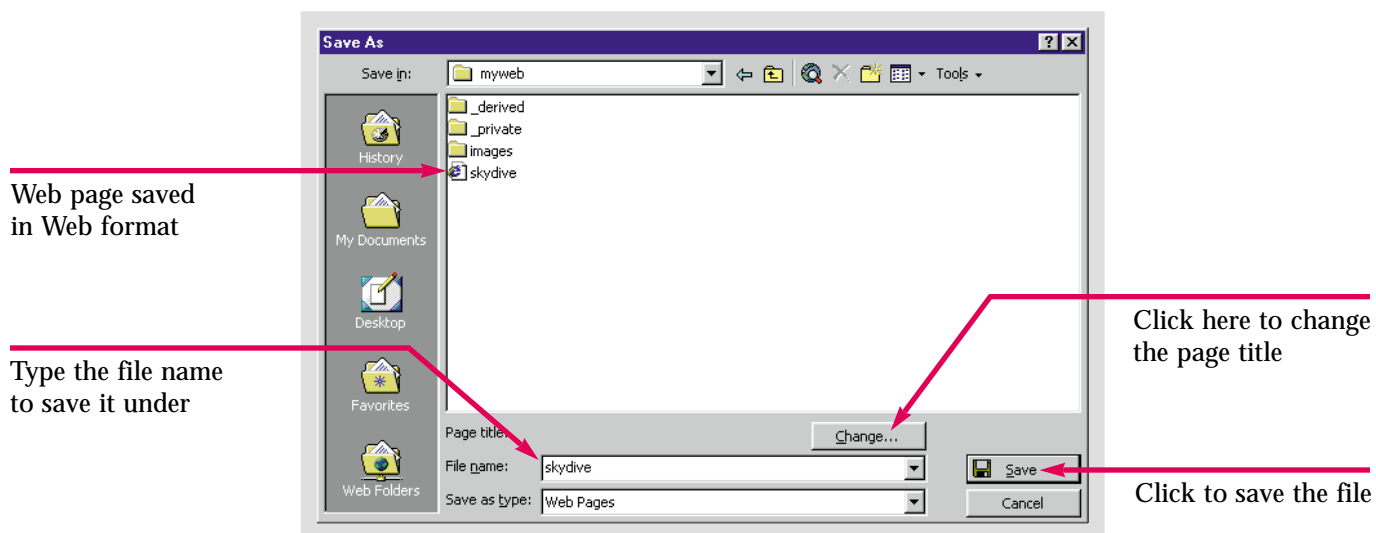 Save As
Save in:
myweb
Tools
_derived
_private
images
skydive
History
My Documents
Desktop
Favorites
Web Folders
Web page saved
in Web format
Type the file name
to save it under
Click here to change
the page title
Page title:
Change...
File name:
skydive
Save
Save as type:
Web Pages
Cancel
Click to save the file